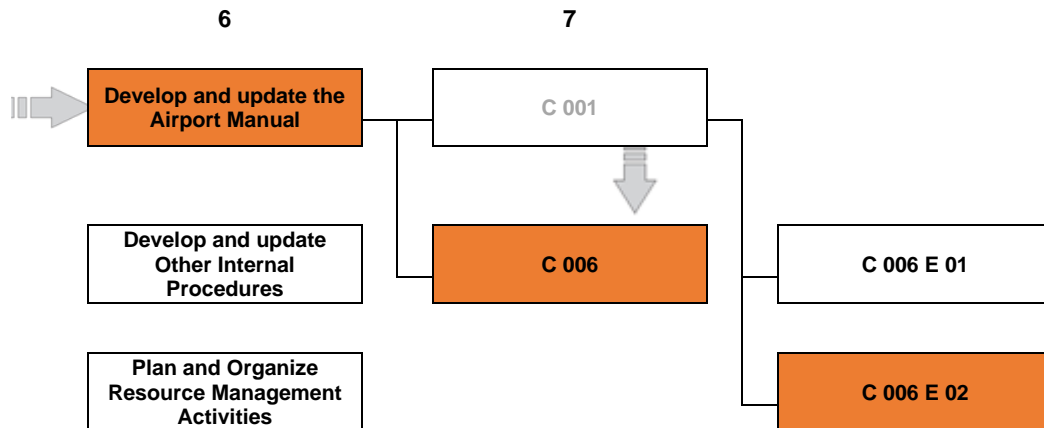 6
7
Develop and update the
Airport Manual
C 001
Develop and update
Other Internal
Procedures
C 006
C 006 E 01
Plan and Organize
Resource Management
Activities
C 006 E 02